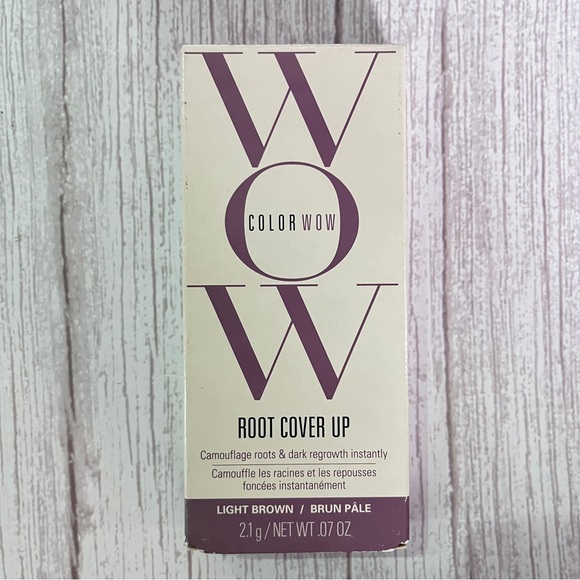 W
COLOR WOW
O
W
ROOT COVER UP
Camouflage roots & dark regrowth instantly
Camouffle les racines et les repousses
foncées instantanément
LIGHT BROWN / BRUN PÂLE
2.1 g / NET WT .07 OZ.